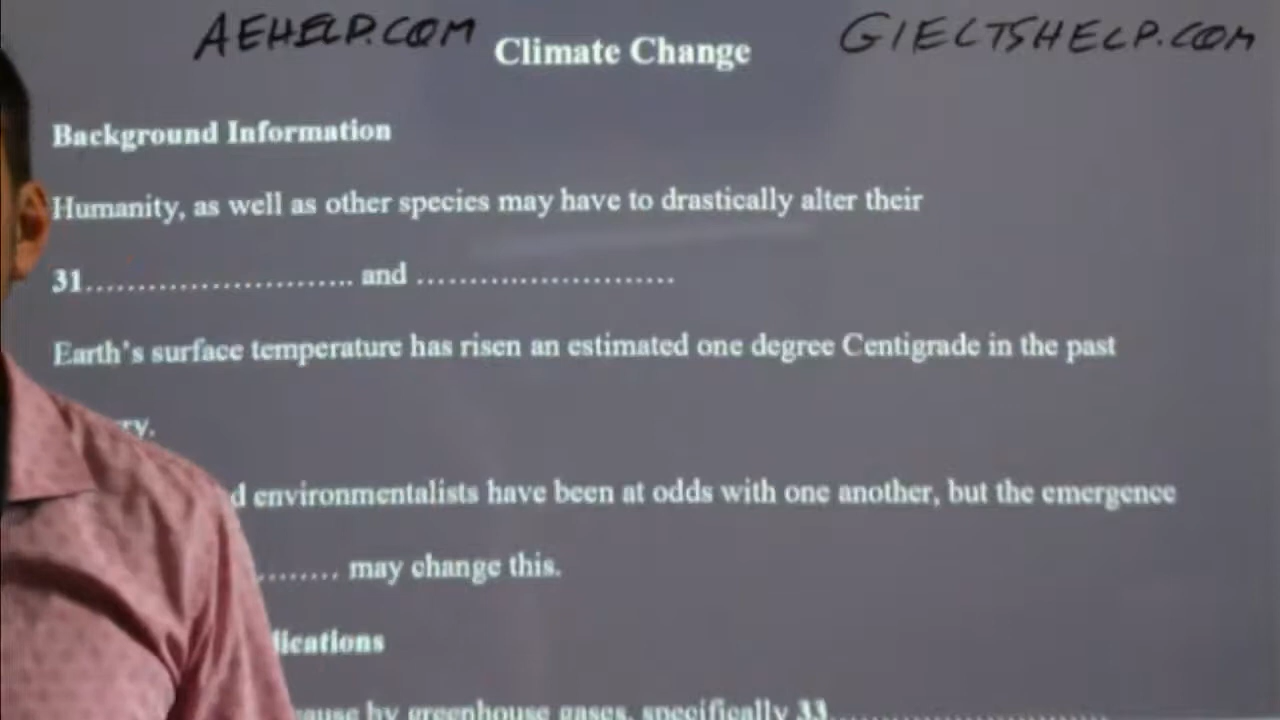 AEHELP.COM
GIELTSHELP.COM
Climate Change
Background Information
Humanity, as well as other species may have to drastically alter their
31.......................... and .........................
Earth's surface temperature has risen an estimated one degree Centigrade in the past
environmentalists have been at odds with one another, but the emergence
........ may change this.
by greenhouse gases, specifically 33..........................